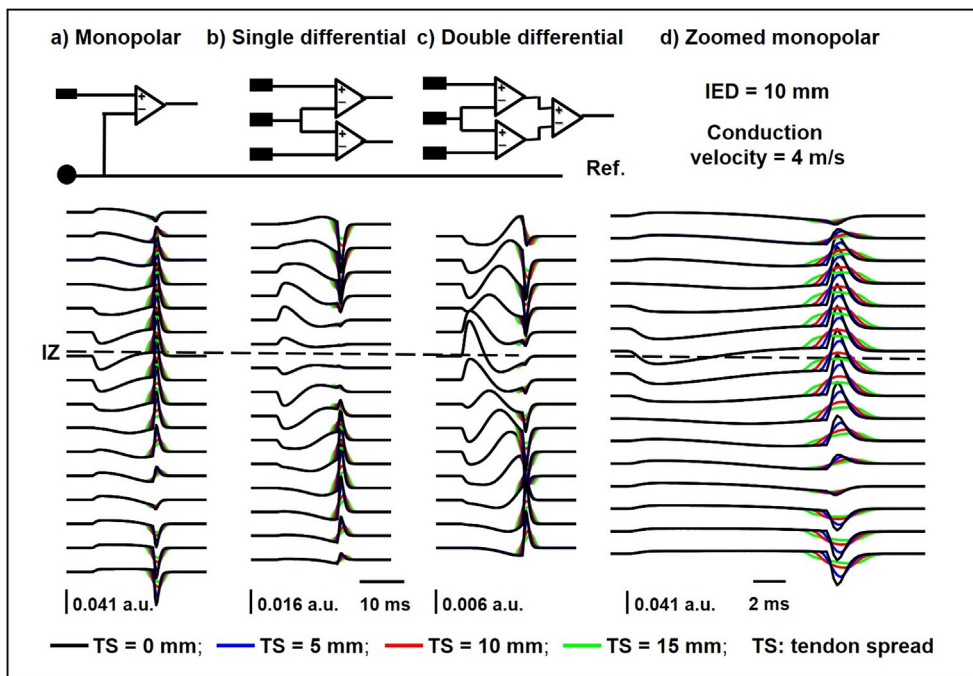 a) Monopolar b) Single differential c) Double differential d) Zoomed monopolar
IED = 10 mm
Conduction
velocity = 4 m/s
Ref.
IZ
0.041 a.u. 0.016 a.u. 10 ms 0.006 a.u. 0.041 a.u. 2 ms
TS = 0 mm; TS = 5 mm; TS = 10 mm; TS = 15 mm TS: tendon spread